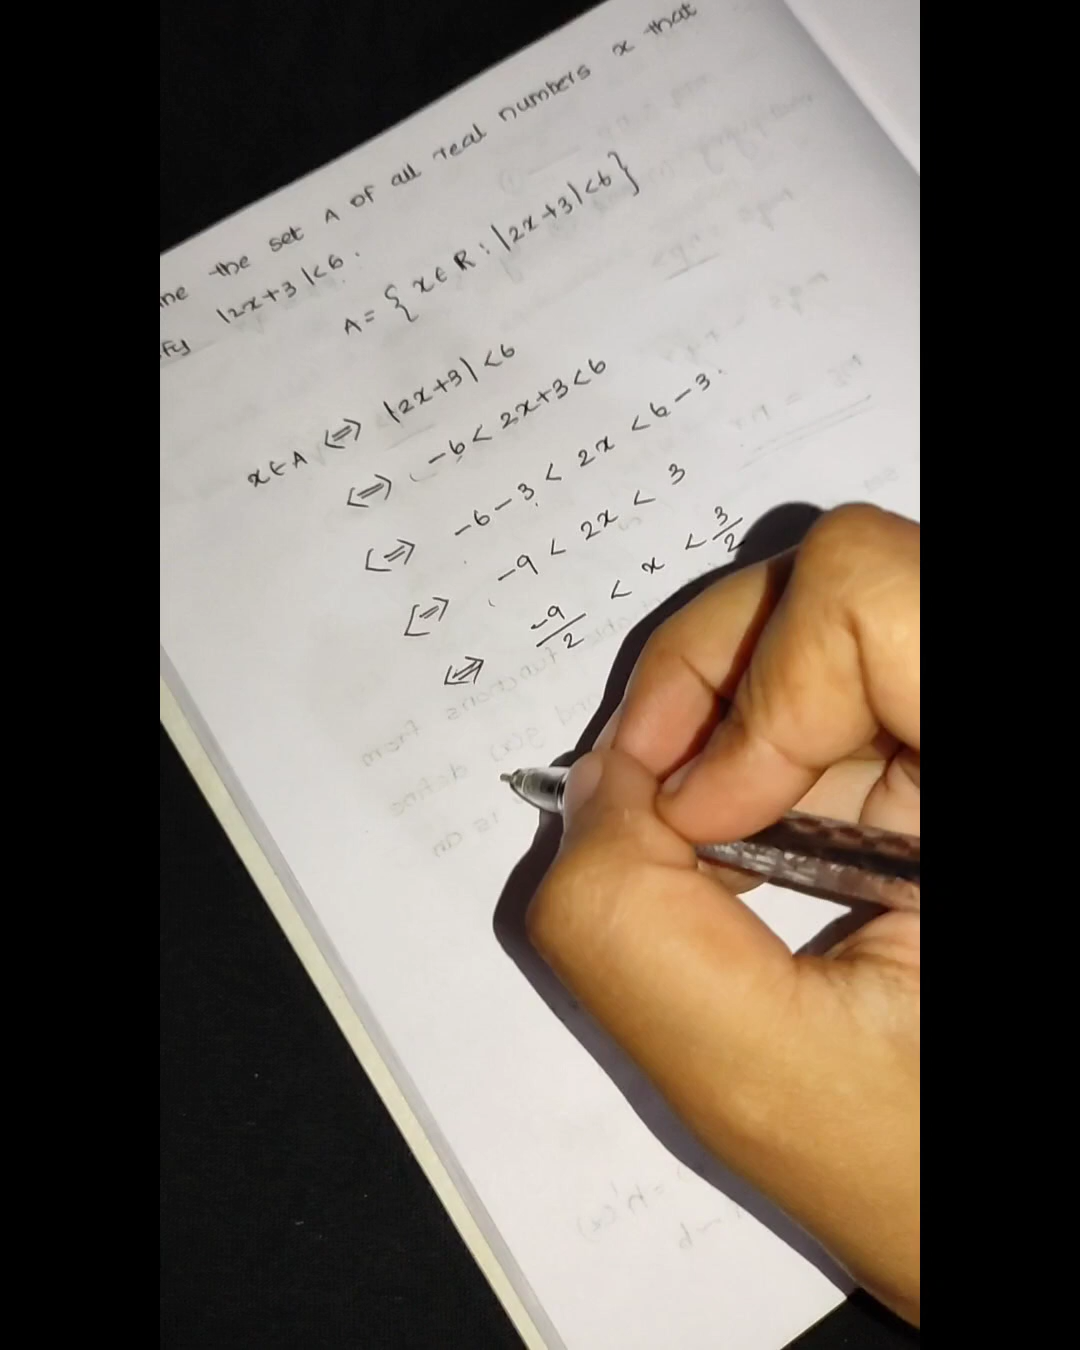 ne the set A of all real numbers x that
fy |2x+3|<6.
A = { x ∈ R : |2x+3|<6 }
x ∈ A <=> |2x+3| <6
<=> -6 < 2x+3 < 6
<=> -6-3 < 2x < 6-3.
<=> -9 < 2x < 3
<=> -9/2 < x < 3/2